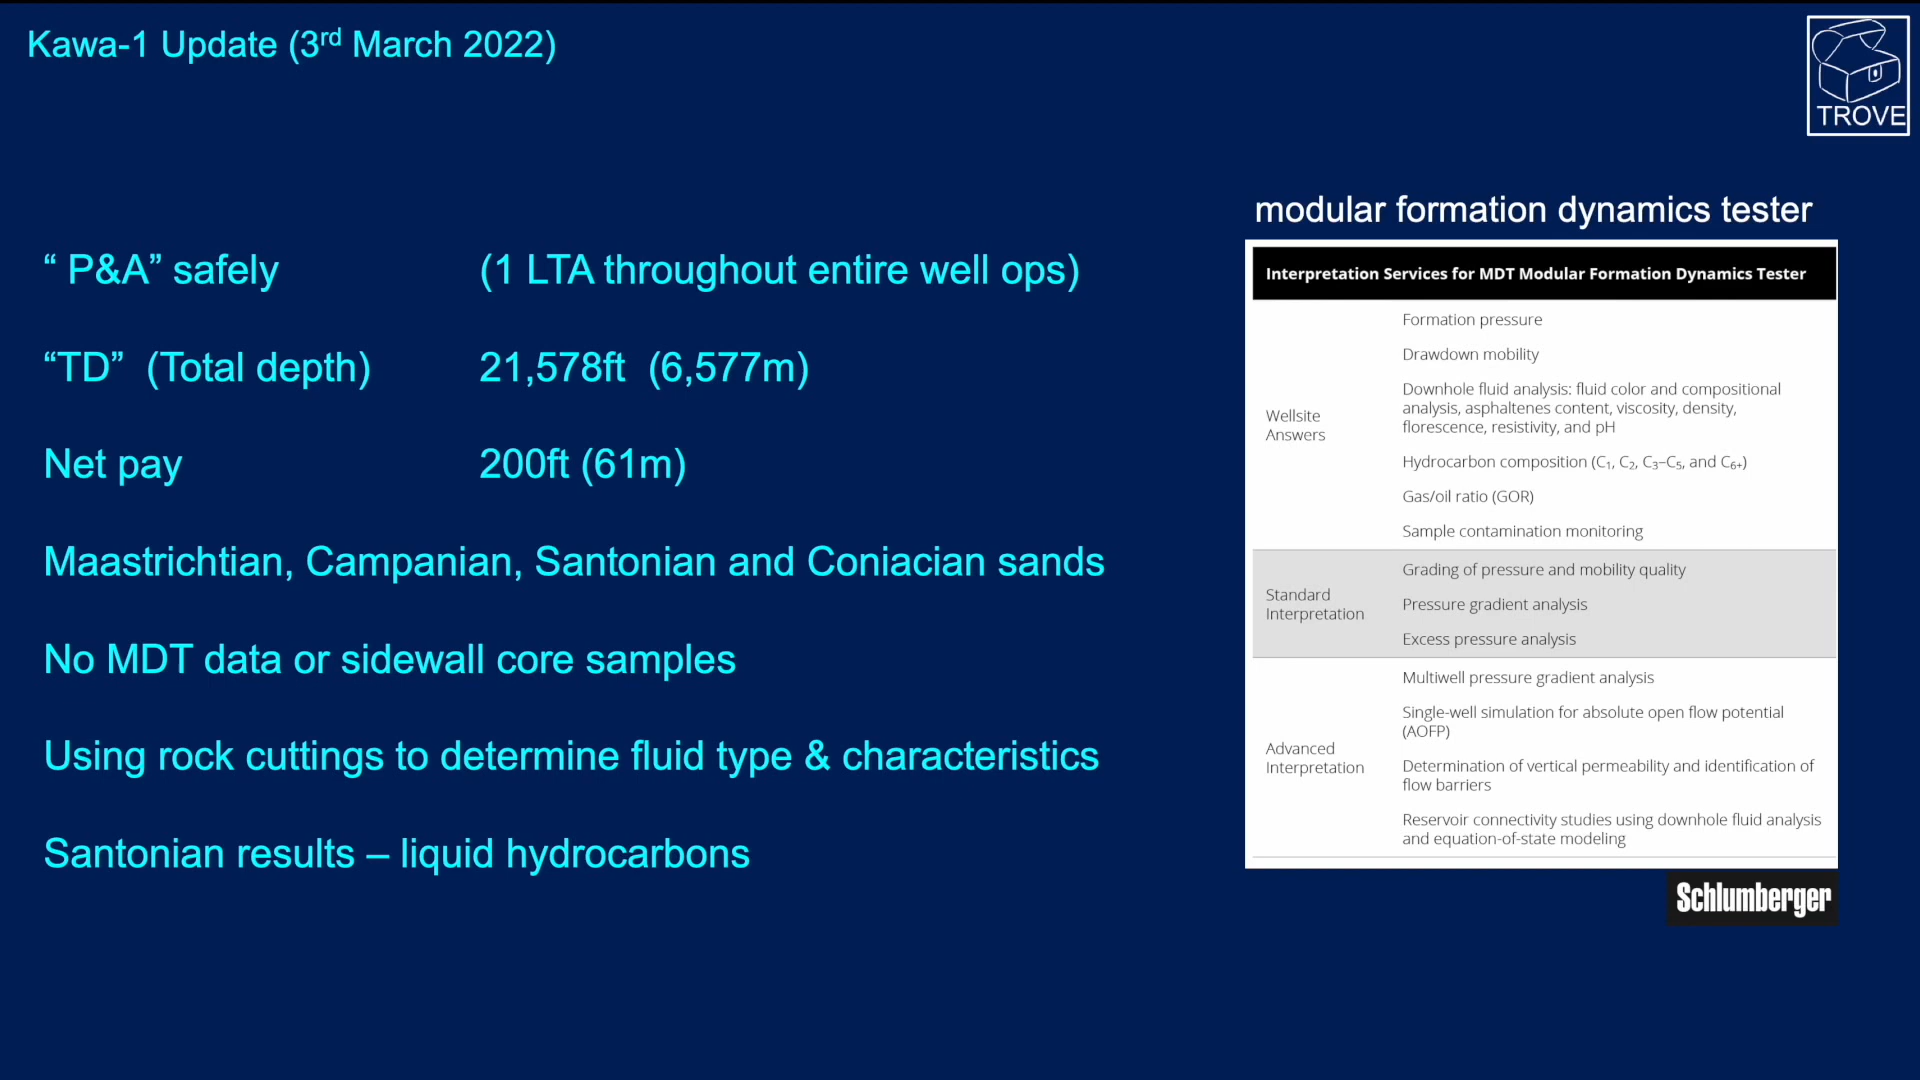 Kawa-1 Update (3rd March 2022)
TROVE
“ P&A” safely (1 LTA throughout entire well ops)
“TD” (Total depth) 21,578ft (6,577m)
Net pay 200ft (61m)
Maastrichtian, Campanian, Santonian and Coniacian sands
No MDT data or sidewall core samples
Using rock cuttings to determine fluid type & characteristics
Santonian results – liquid hydrocarbons
modular formation dynamics tester
Interpretation Services for MDT Modular Formation Dynamics Tester
Wellsite
Answers
Formation pressure
Drawdown mobility
Downhole fluid analysis: fluid color and compositional
analysis, asphaltenes content, viscosity, density,
florescence, resistivity, and pH
Hydrocarbon composition (C₁, C₂, C₃–C₅, and C₆₊)
Gas/oil ratio (GOR)
Sample contamination monitoring
Standard
Interpretation
Grading of pressure and mobility quality
Pressure gradient analysis
Excess pressure analysis
Advanced
Interpretation
Multiwell pressure gradient analysis
Single-well simulation for absolute open flow potential
(AOFP)
Determination of vertical permeability and identification of
flow barriers
Reservoir connectivity studies using downhole fluid analysis
and equation-of-state modeling
Schlumberger